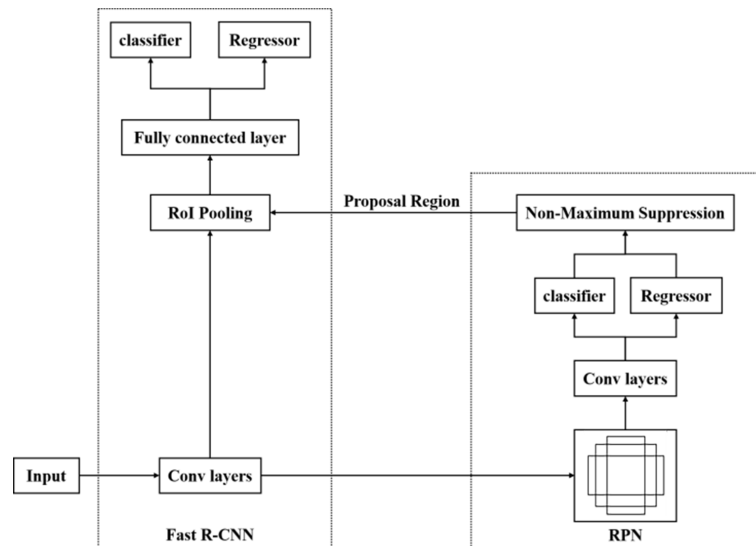 classifier
Regressor
Fully connected layer
RoI Pooling
Proposal Region
Non-Maximum Suppression
classifier
Regressor
Conv layers
Input
Conv layers
Fast R-CNN
RPN